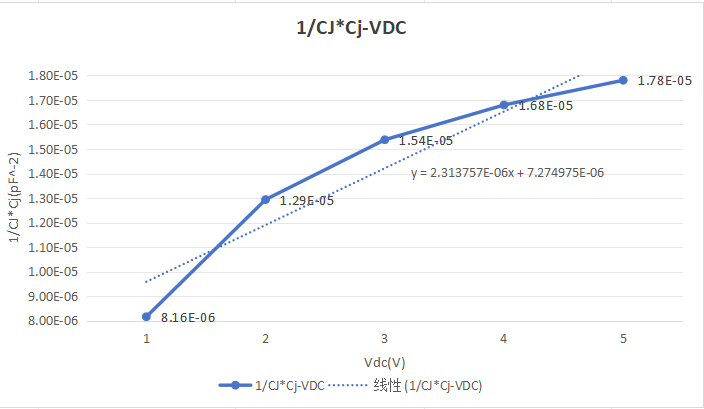 1/CJ*Cj-VDC
1.80E-05
1.70E-05
1.60E-05
1.50E-05
1.40E-05
1.30E-05
1.20E-05
1.10E-05
1.00E-05
9.00E-06
8.00E-06
1/CJ*Cj(pF^-2)
8.16E-06
1.29E-05
1.54E-05
1.68E-05
1.78E-05
y = 2.313757E-06x + 7.274975E-06
1 2 3 4 5
Vdc(V)
1/CJ*Cj-VDC 线性 (1/CJ*Cj-VDC)